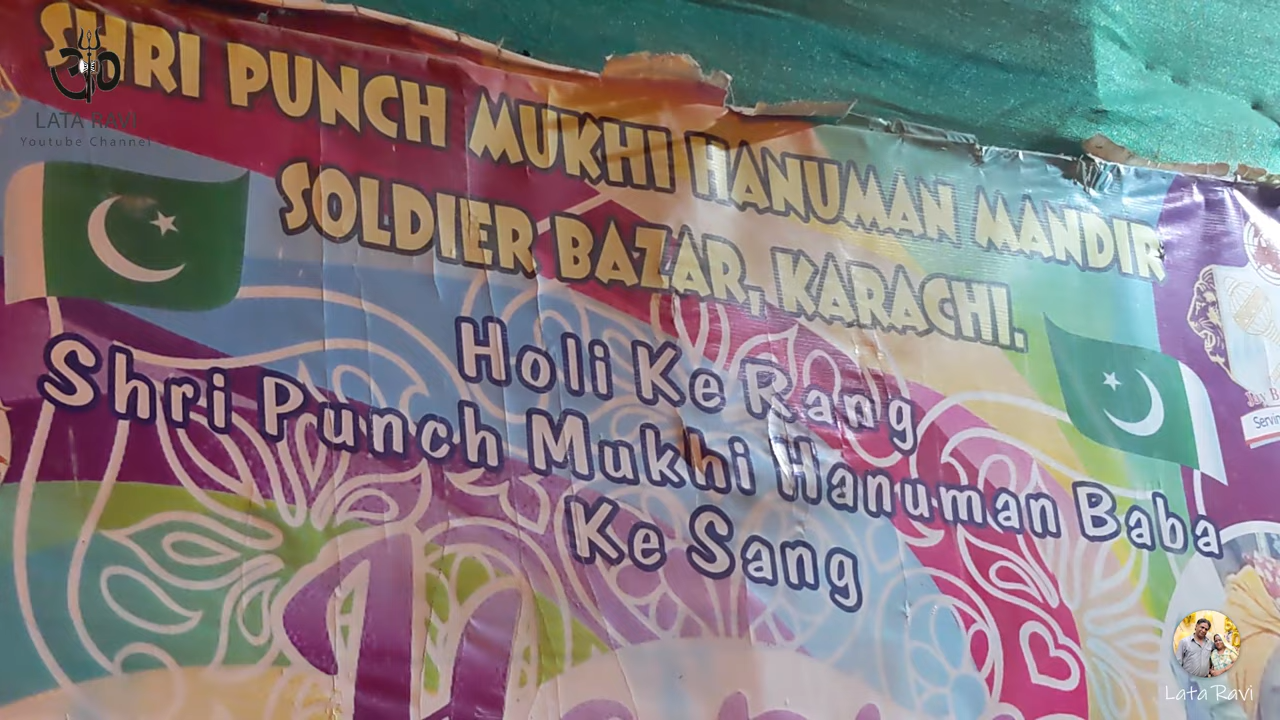 SHRI PUNCH MUKHI HANUMAN MANDIR
SOLDIER BAZAR, KARACHI.
Holi Ke Rang
Shri Punch Mukhi Hanuman Baba
Ke Sang
LATA RAVI
Youtube Channel
Lata Ravi